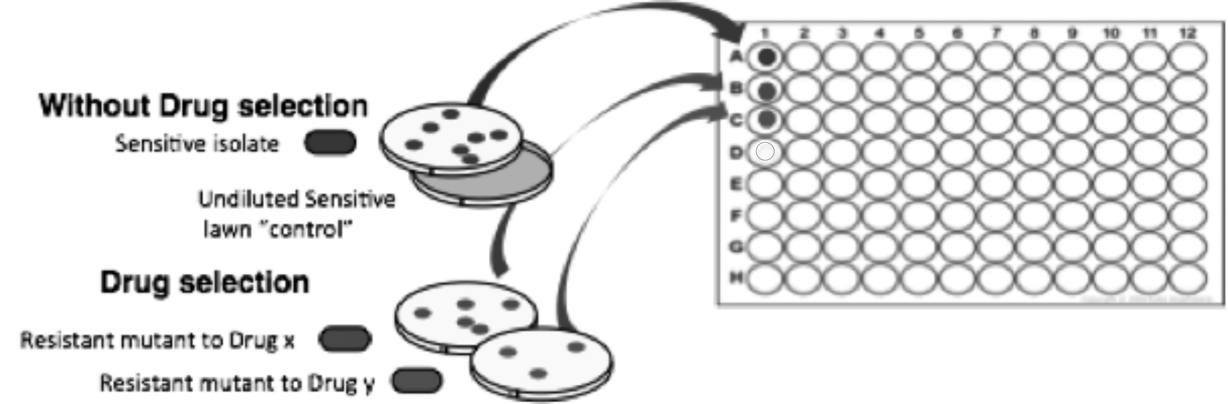 Without Drug selection
Sensitive isolate
Undiluted Sensitive
lawn "control"
Drug selection
Resistant mutant to Drug x
Resistant mutant to Drug y
1 2 3 4 5 6 7 8 9 10 11 12
A
B
C
D
E
F
G
H